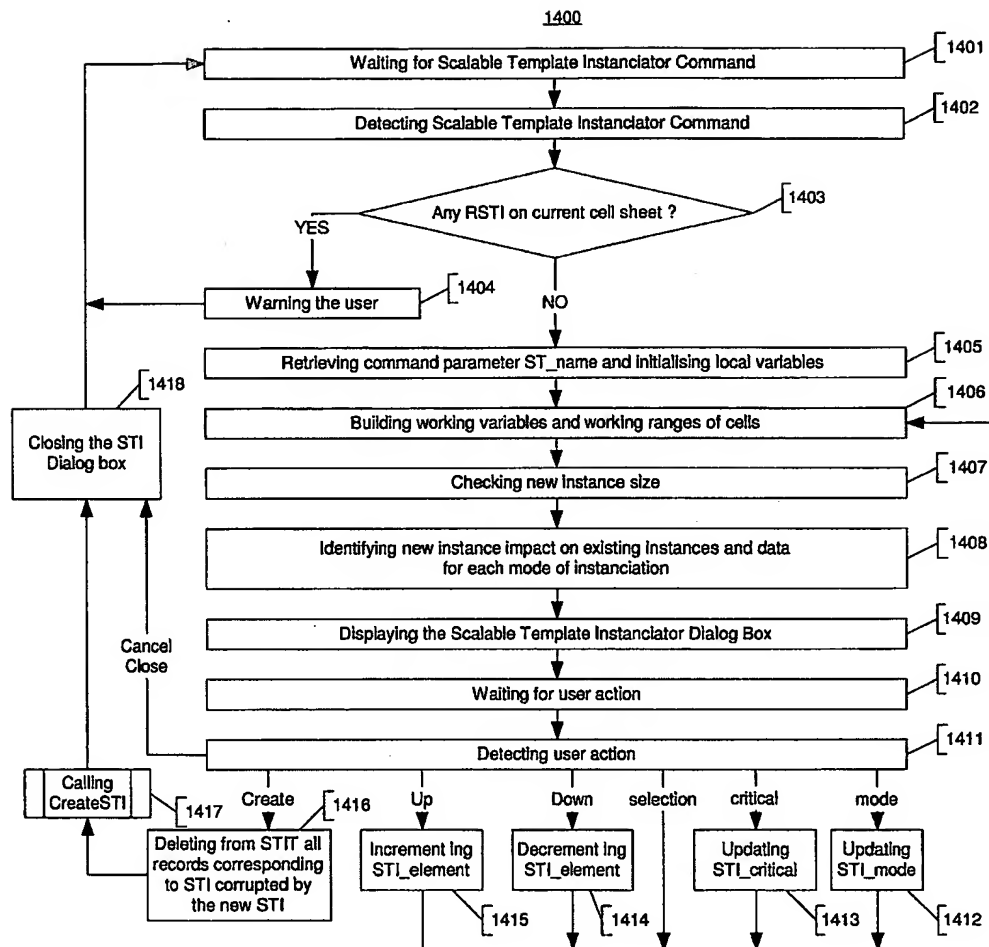 1400
Waiting for Scalable Template Instanciator Command
1401
Detecting Scalable Template Instanciator Command
1402
Any RSTI on current cell sheet ?
1403
YES
Warning the user
1404
NO
Retrieving command parameter ST_name and initialising local variables
1405
1418
Closing the STI
Dialog box
Building working variables and working ranges of cells
1406
Checking new instance size
1407
Identifying new instance impact on existing instances and data
for each mode of instanciation
1408
Displaying the Scalable Template Instanciator Dialog Box
1409
Cancel
Close
Waiting for user action
1410
Detecting user action
1411
Calling
CreateSTI
1417
Create
1416
Up
Down
selection
critical
mode
Deleting from STIT all
records corresponding
to STI corrupted by
the new STI
Increment ing
STI_element
1415
Decrement ing
STI_element
1414
Updating
STI_critical
1413
Updating
STI_mode
1412